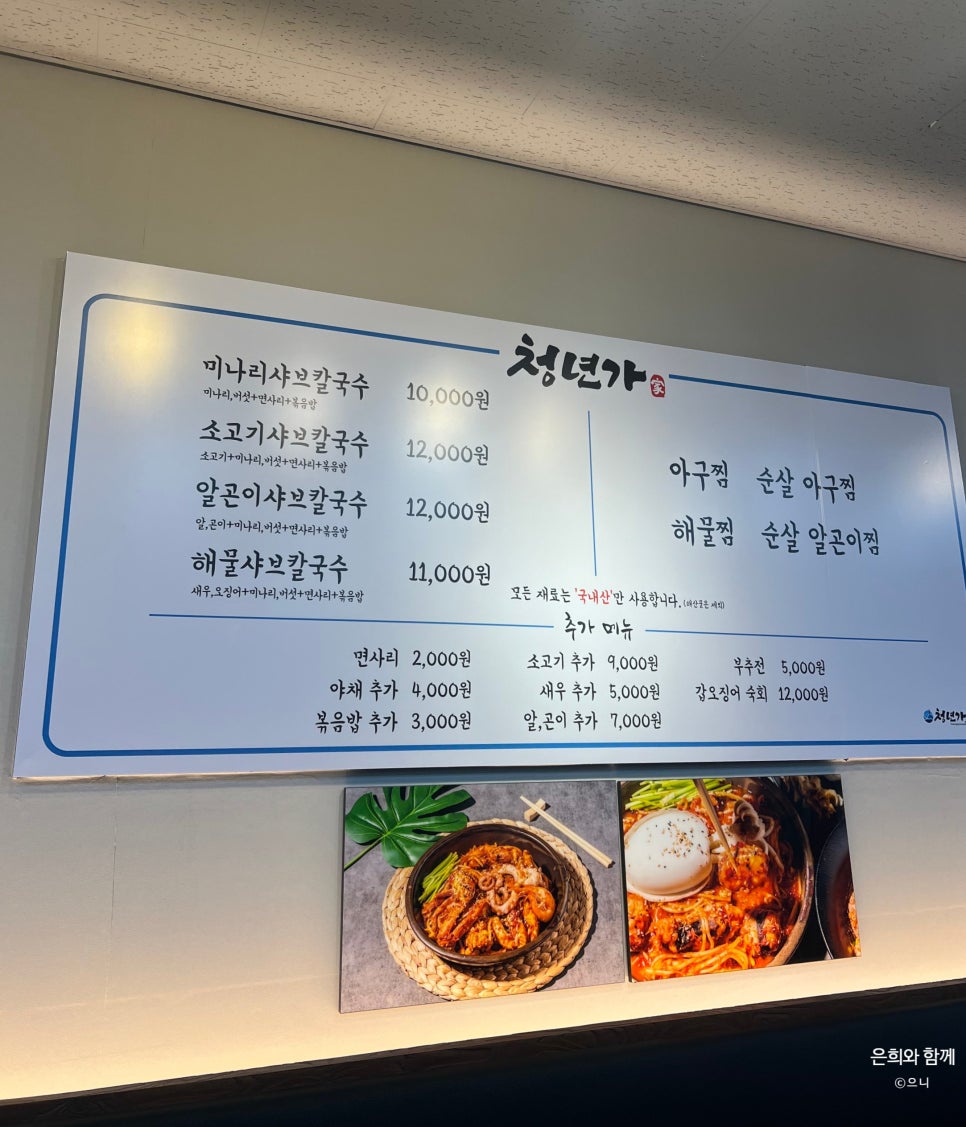 청년가 家
미나리샤브칼국수 10,000원
미나리,버섯+면사리+볶음밥
소고기샤브칼국수 12,000원
소고기+미나리,버섯+면사리+볶음밥
알곤이샤브칼국수 12,000원
알,곤이+미나리,버섯+면사리+볶음밥
해물샤브칼국수 11,000원
새우,오징어+미나리,버섯+면사리+볶음밥
아구찜 순살 아구찜
해물찜 순살 알곤이찜
모든 재료는 '국내산'만 사용합니다. (해산물은 제외)
추가 메뉴
면사리 2,000원 소고기 추가 9,000원 부추전 5,000원
야채 추가 4,000원 새우 추가 5,000원 갑오징어 숙회 12,000원
볶음밥 추가 3,000원 알,곤이 추가 7,000원
청년가
은희와 함께
©으니